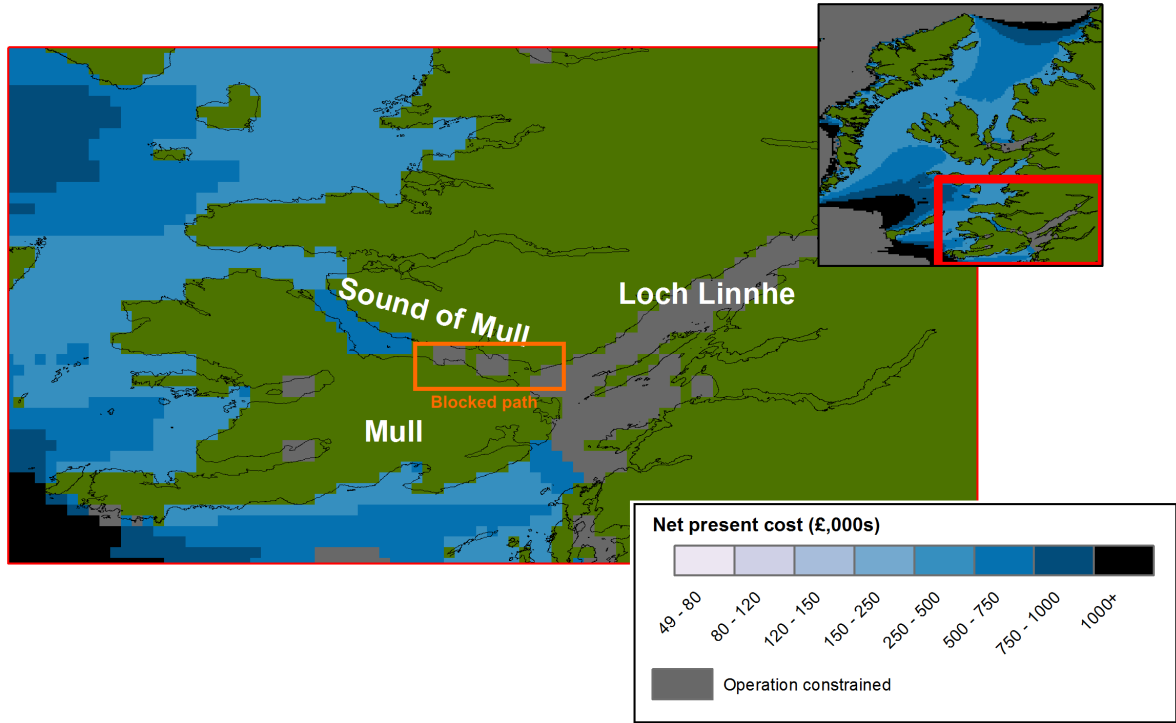 Sound of Mull
Loch Linnhe
Blocked path
Mull
Net present cost (£,000s)
49 - 80
80 - 120
120 - 150
150 - 250
250 - 500
500 - 750
750 - 1000
1000+
Operation constrained